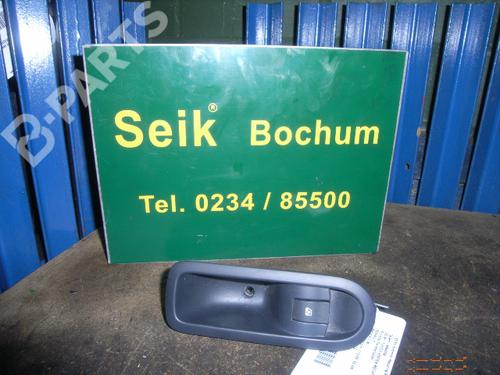 B-PARTS
Seik® Bochum
Tel. 0234 / 85500